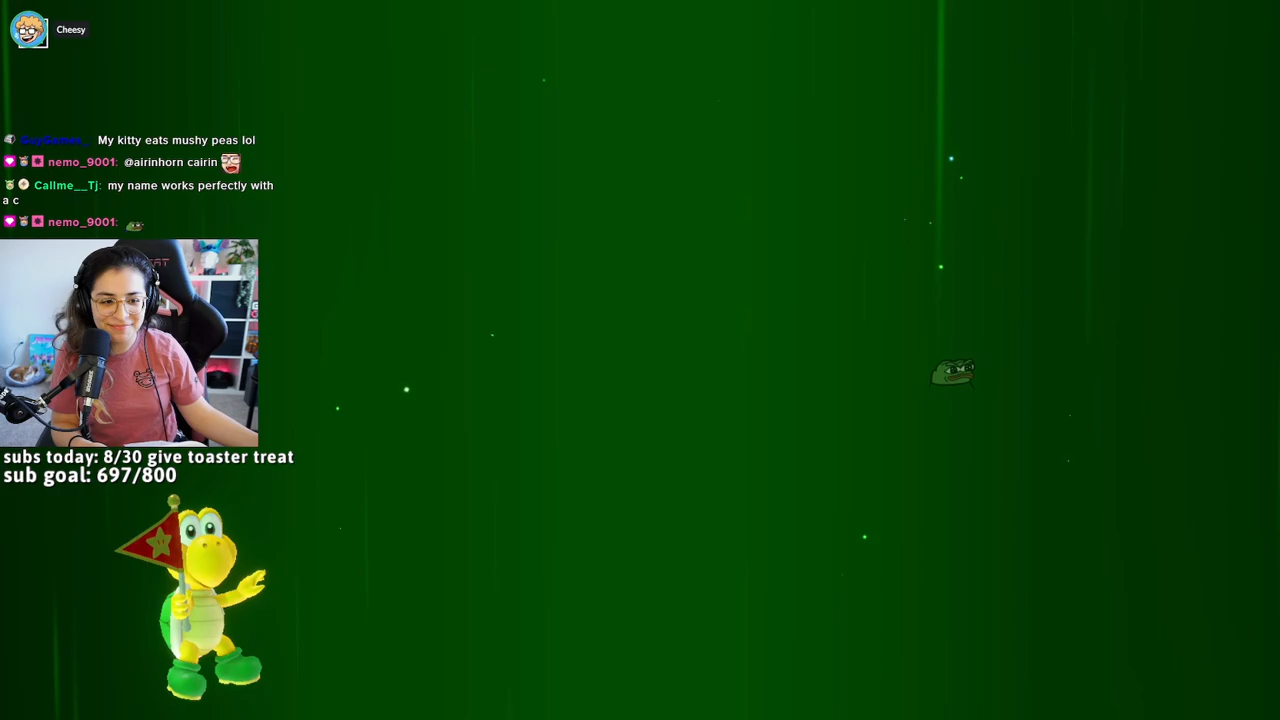 Cheesy
GuyGames_ My kitty eats mushy peas lol
nemo_9001: @airinhorn cairin
Callme__Tj: my name works perfectly with
a c
nemo_9001:
subs today: 8/30 give toaster treat
sub goal: 697/800